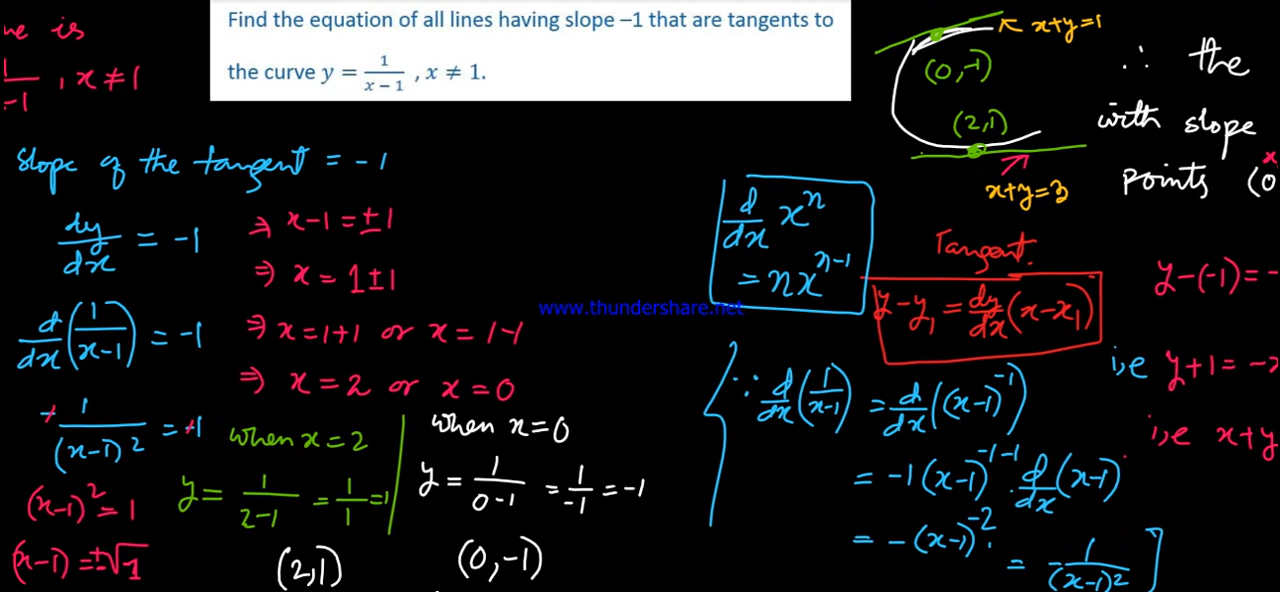 ne is
1
-1 , x ≠ 1
Find the equation of all lines having slope –1 that are tangents to
the curve y = 1/(x – 1) , x ≠ 1.
Slope of the tangent = -1
dy/dx = -1
d/dx (1/(x-1)) = -1
+ 1/(x-1)² = +1
(x-1)² = 1
(x-1) = ±√1
⇒ x-1 = ±1
⇒ x = 1±1
⇒ x = 1+1 or x = 1-1
⇒ x = 2 or x = 0
when x = 2
y = 1/(2-1) = 1/1 = 1
(2,1)
when x = 0
y = 1/(0-1) = 1/-1 = -1
(0,-1)
www.thundershare.net
d/dx xⁿ
= nxⁿ⁻¹
x+y=1
(0,-1)
(2,1)
x+y=3
Tangent.
y-y₁ = dy/dx (x-x₁)
∵ d/dx (1/(x-1)) = d/dx ((x-1)⁻¹)
= -1(x-1)⁻¹⁻¹ . d/dx (x-1)
= -(x-1)⁻² .
= -1/(x-1)² ]
∴ the
with slope
points (0
x
y-(-1) = -
i,e y+1 = -x
i,e x+y